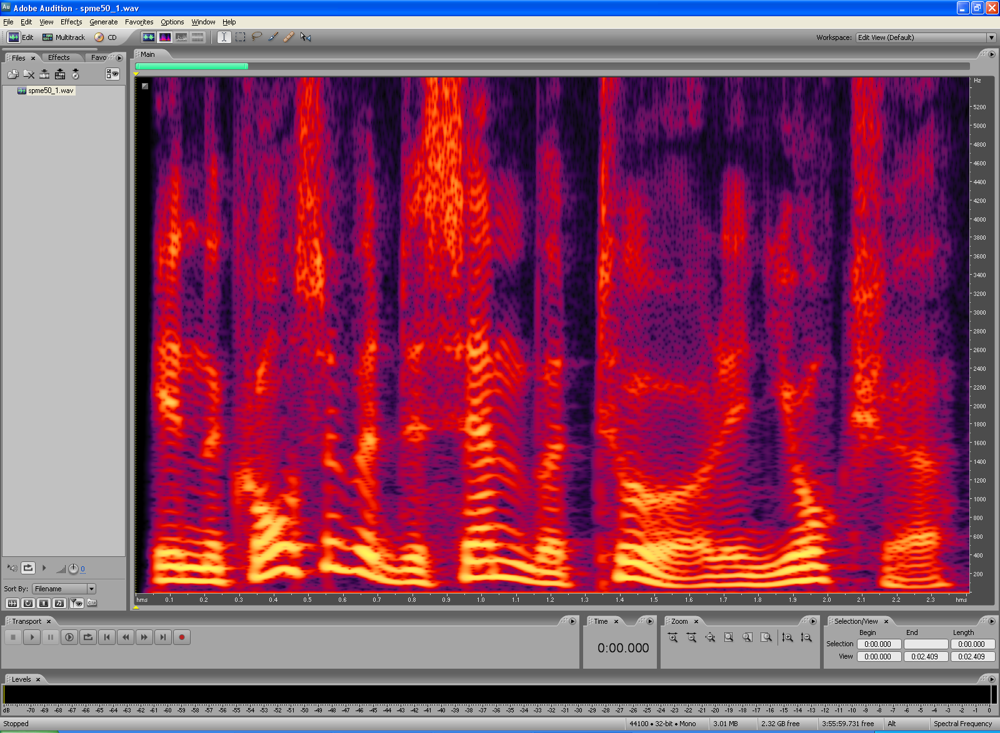 Au Adobe Audition - spme50_1.wav
File Edit View Effects Generate Favorites Options Window Help
Edit Multitrack CD Workspace: Edit View (Default)
Files Effects Favo
Main
spme50_1.wav
Hz
5200
5000
4800
4600
4400
4200
4000
3800
3600
3400
3200
3000
2800
2600
2400
2200
2000
1800
1600
1400
1200
1000
800
600
400
200
hms 0.1 0.2 0.3 0.4 0.5 0.6 0.7 0.8 0.9 1.0 1.1 1.2 1.3 1.4 1.5 1.6 1.7 1.8 1.9 2.0 2.1 2.2 2.3 hms
0
Sort By: Filename
Transport Time Zoom Selection/View
Begin End Length
Selection 0:00.000 0:00.000
View 0:00.000 0:02.409 0:02.409
0:00.000
Levels
dB -70 -69 -68 -67 -66 -65 -64 -63 -62 -61 -60 -59 -58 -57 -56 -55 -54 -53 -52 -51 -50 -49 -48 -47 -46 -45 -44 -43 -42 -41 -40 -39 -38 -37 -36 -35 -34 -33 -32 -31 -30 -29 -28 -27 -26 -25 -24 -23 -22 -21 -20 -19 -18 -17 -16 -15 -14 -13 -12 -11 -10 -9 -8 -7 -6 -5 -4 -3 -2 -1 0
Stopped 44100 • 32-bit • Mono 3.01 MB 2.32 GB free 3:55:59.731 free Alt Spectral Frequency